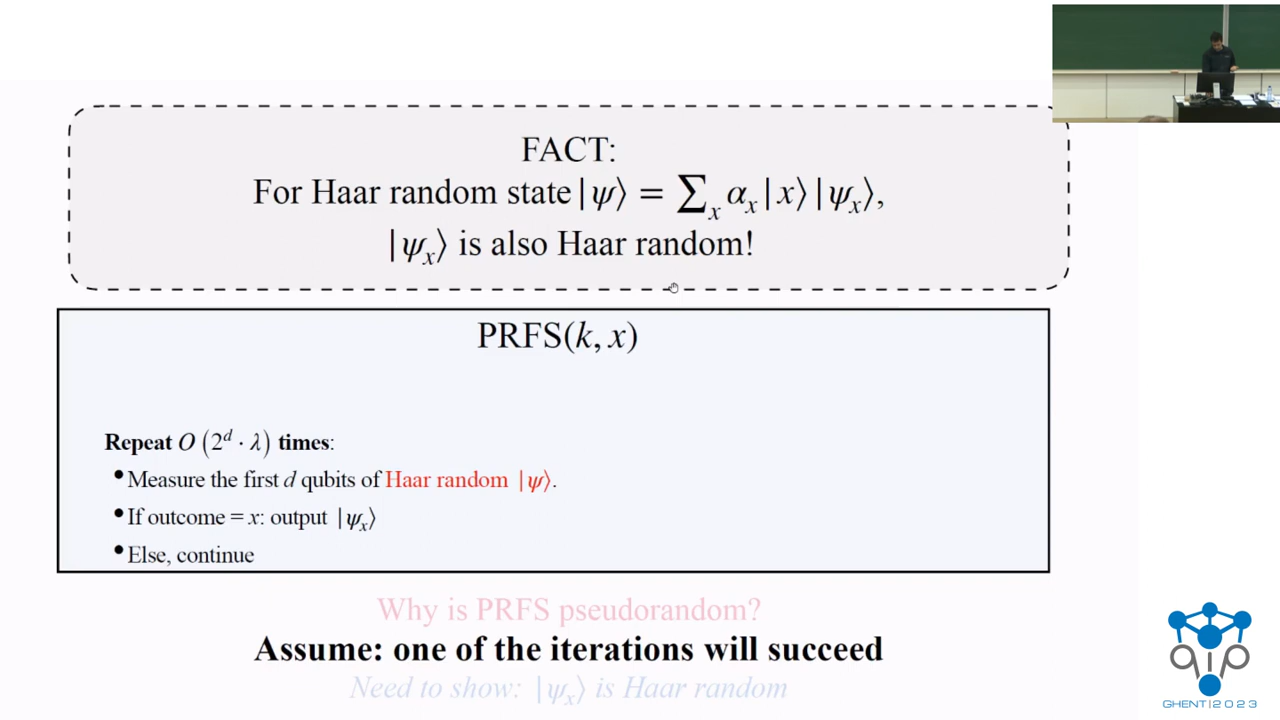 FACT:
For Haar random state |ψ⟩ = ∑ₓ αₓ|x⟩|ψₓ⟩,
|ψₓ⟩ is also Haar random!
PRFS(k, x)
Repeat O (2ᵈ · λ) times:
•Measure the first d qubits of Haar random |ψ⟩.
•If outcome = x: output |ψₓ⟩
•Else, continue
Why is PRFS pseudorandom?
Assume: one of the iterations will succeed
Need to show: |ψₓ⟩ is Haar random
qip
GHENT|2023